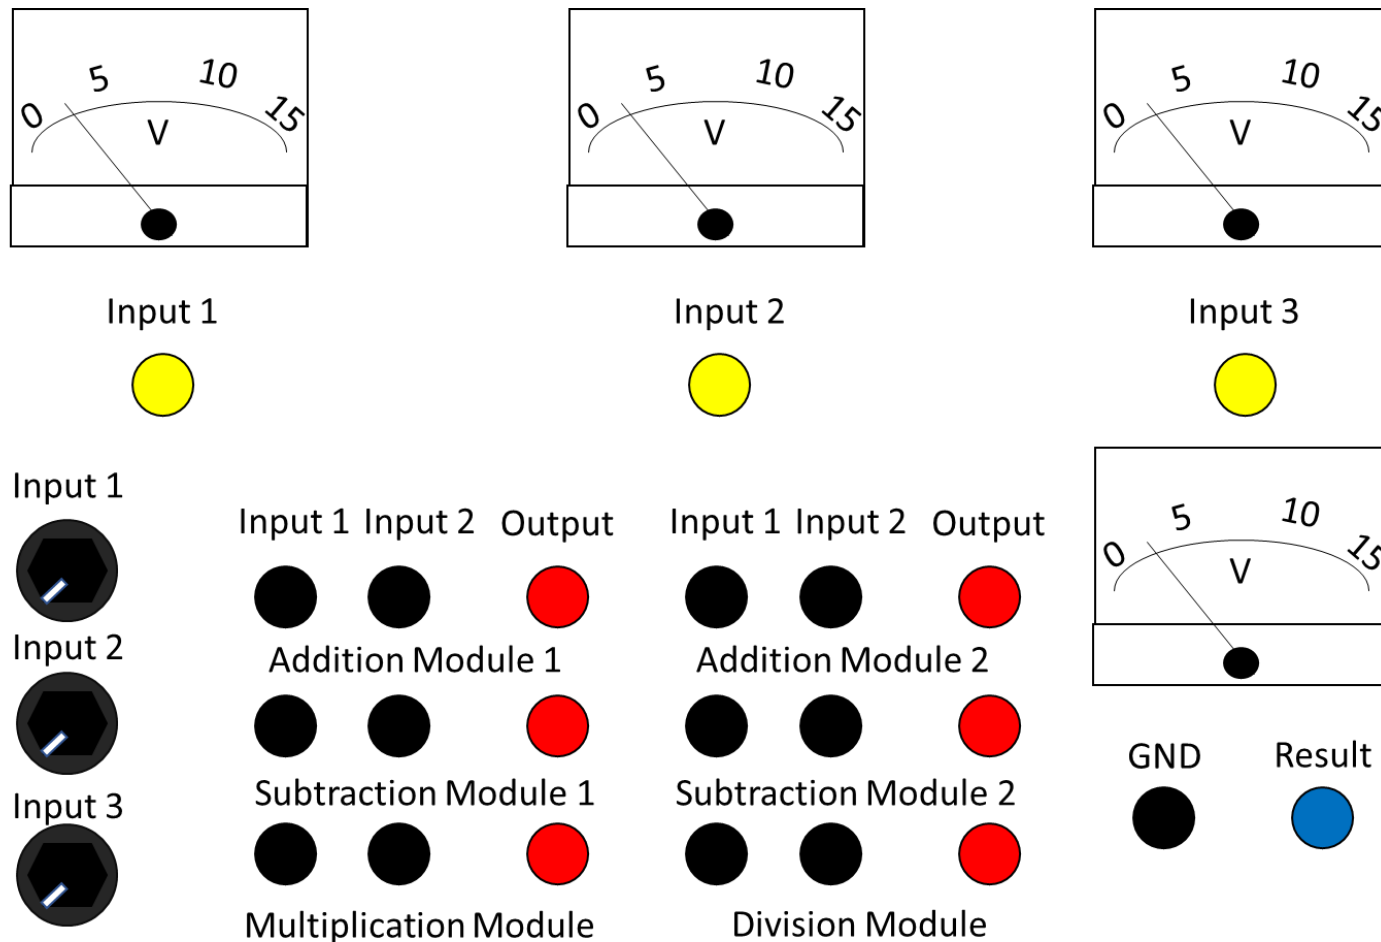 0 5 10 15
V
0 5 10 15
V
0 5 10 15
V
Input 1
Input 2
Input 3
Input 1
Input 2
Input 3
Input 1 Input 2 Output
Addition Module 1
Subtraction Module 1
Multiplication Module
Input 1 Input 2 Output
Addition Module 2
Subtraction Module 2
Division Module
0 5 10 15
V
GND
Result